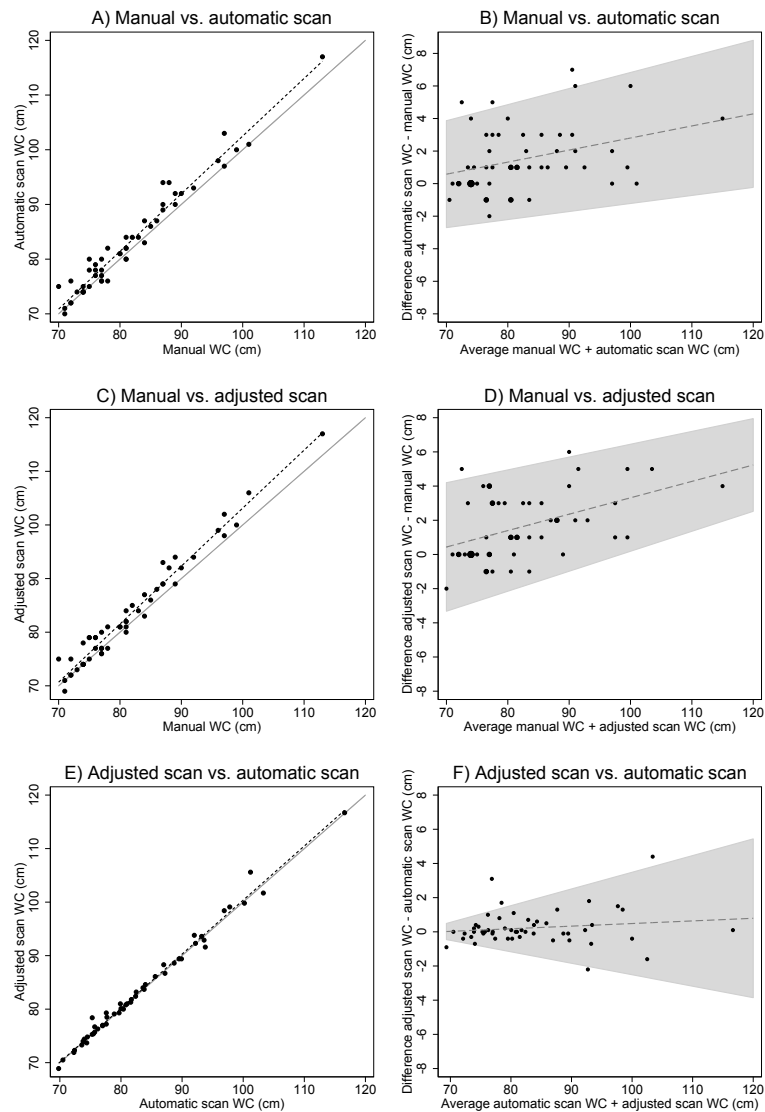 A) Manual vs. automatic scan
Automatic scan WC (cm)
120
110
100
90
80
70
70 80 90 100 110 120
Manual WC (cm)
B) Manual vs. automatic scan
Difference automatic scan WC - manual WC (cm)
8
6
4
2
0
-2
-4
-6
-8
70 80 90 100 110 120
Average manual WC + automatic scan WC (cm)
C) Manual vs. adjusted scan
Adjusted scan WC (cm)
120
110
100
90
80
70
70 80 90 100 110 120
Manual WC (cm)
D) Manual vs. adjusted scan
Difference adjusted scan WC - manual WC (cm)
8
6
4
2
0
-2
-4
-6
-8
70 80 90 100 110 120
Average manual WC + adjusted scan WC (cm)
E) Adjusted scan vs. automatic scan
Adjusted scan WC (cm)
120
110
100
90
80
70
70 80 90 100 110 120
Automatic scan WC (cm)
F) Adjusted scan vs. automatic scan
Difference adjusted scan WC - automatic scan WC (cm)
8
6
4
2
0
-2
-4
-6
-8
70 80 90 100 110 120
Average automatic scan WC + adjusted scan WC (cm)